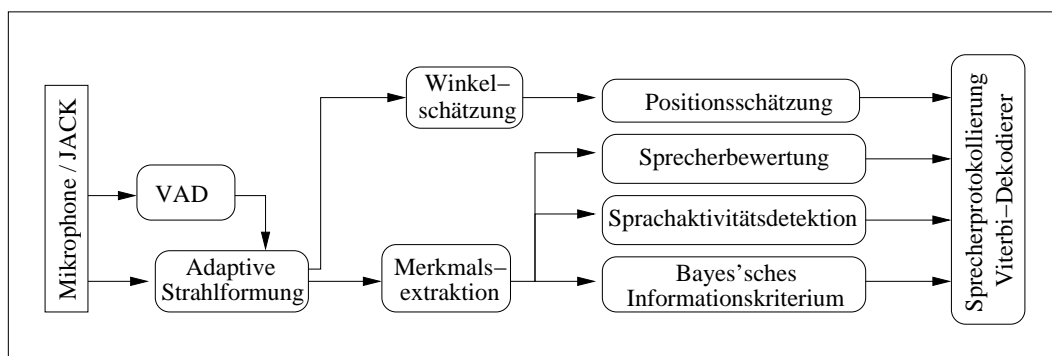 Mikrophone / JACK
VAD
Adaptive
Strahlformung
Winkel–
schätzung
Merkmals–
extraktion
Positionsschätzung
Sprecherbewertung
Sprachaktivitätsdetektion
Bayes'sches
Informationskriterium
Sprecherprotokollierung
Viterbi–Dekodierer